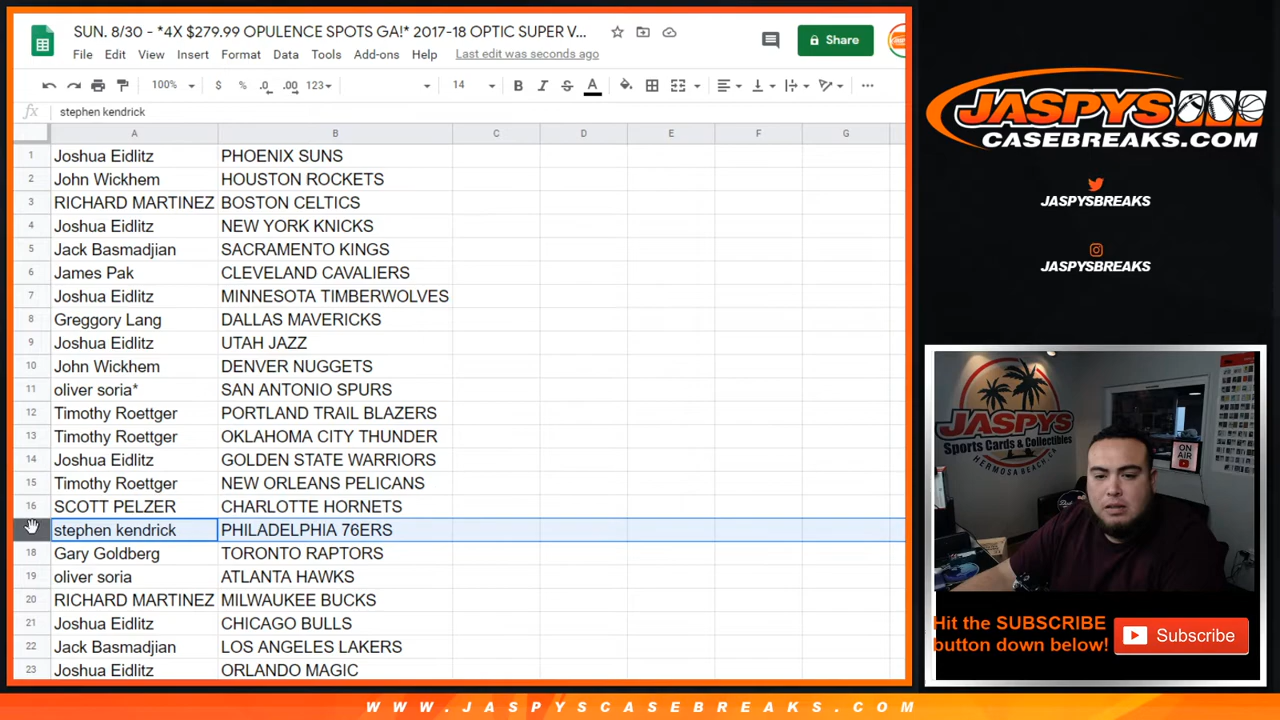 SUN. 8/30 - *4X $279.99 OPULENCE SPOTS GA!* 2017-18 OPTIC SUPER V...
File Edit View Insert Format Data Tools Add-ons Help Last edit was seconds ago
Share
100% $ % .0 .00 123 14 B I S A
fx stephen kendrick
A B C D E F G
1 Joshua Eidlitz PHOENIX SUNS
2 John Wickhem HOUSTON ROCKETS
3 RICHARD MARTINEZ BOSTON CELTICS
4 Joshua Eidlitz NEW YORK KNICKS
5 Jack Basmadjian SACRAMENTO KINGS
6 James Pak CLEVELAND CAVALIERS
7 Joshua Eidlitz MINNESOTA TIMBERWOLVES
8 Greggory Lang DALLAS MAVERICKS
9 Joshua Eidlitz UTAH JAZZ
10 John Wickhem DENVER NUGGETS
11 oliver soria* SAN ANTONIO SPURS
12 Timothy Roettger PORTLAND TRAIL BLAZERS
13 Timothy Roettger OKLAHOMA CITY THUNDER
14 Joshua Eidlitz GOLDEN STATE WARRIORS
15 Timothy Roettger NEW ORLEANS PELICANS
16 SCOTT PELZER CHARLOTTE HORNETS
stephen kendrick PHILADELPHIA 76ERS
18 Gary Goldberg TORONTO RAPTORS
19 oliver soria ATLANTA HAWKS
20 RICHARD MARTINEZ MILWAUKEE BUCKS
21 Joshua Eidlitz CHICAGO BULLS
22 Jack Basmadjian LOS ANGELES LAKERS
23 Joshua Eidlitz ORLANDO MAGIC
JASPYS
CASEBREAKS.COM
JASPYSBREAKS
JASPYSBREAKS
JASPYS
Sports Cards & Collectibles
HERMOSA BEACH, CA
ON AIR
Hit the SUBSCRIBE
button down below!
Subscribe
WWW.JASPYSCASEBREAKS.COM